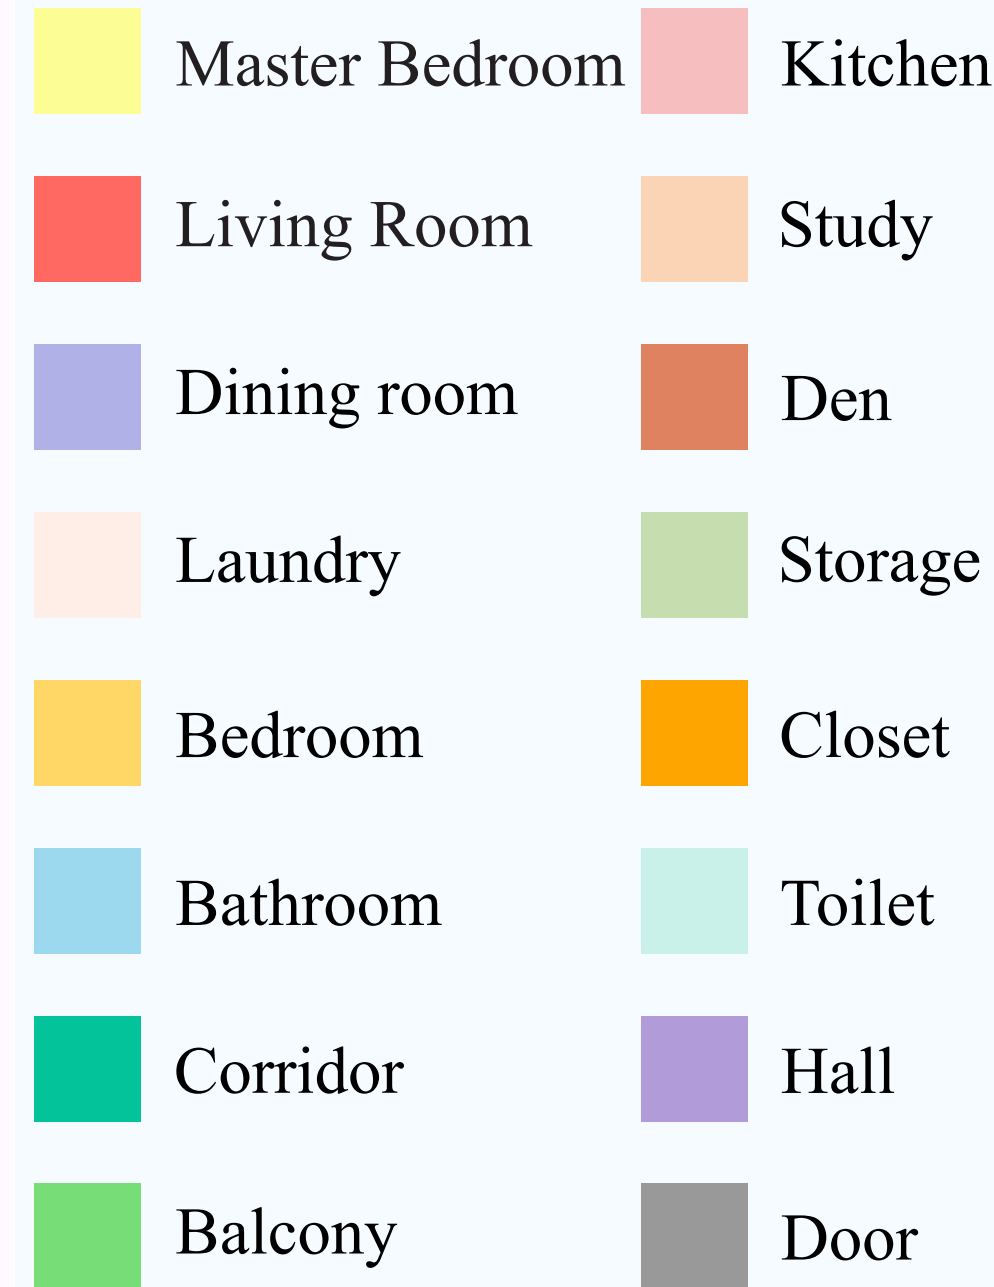 Master Bedroom
Kitchen
Living Room
Study
Dining room
Den
Laundry
Storage
Bedroom
Closet
Bathroom
Toilet
Corridor
Hall
Balcony
Door